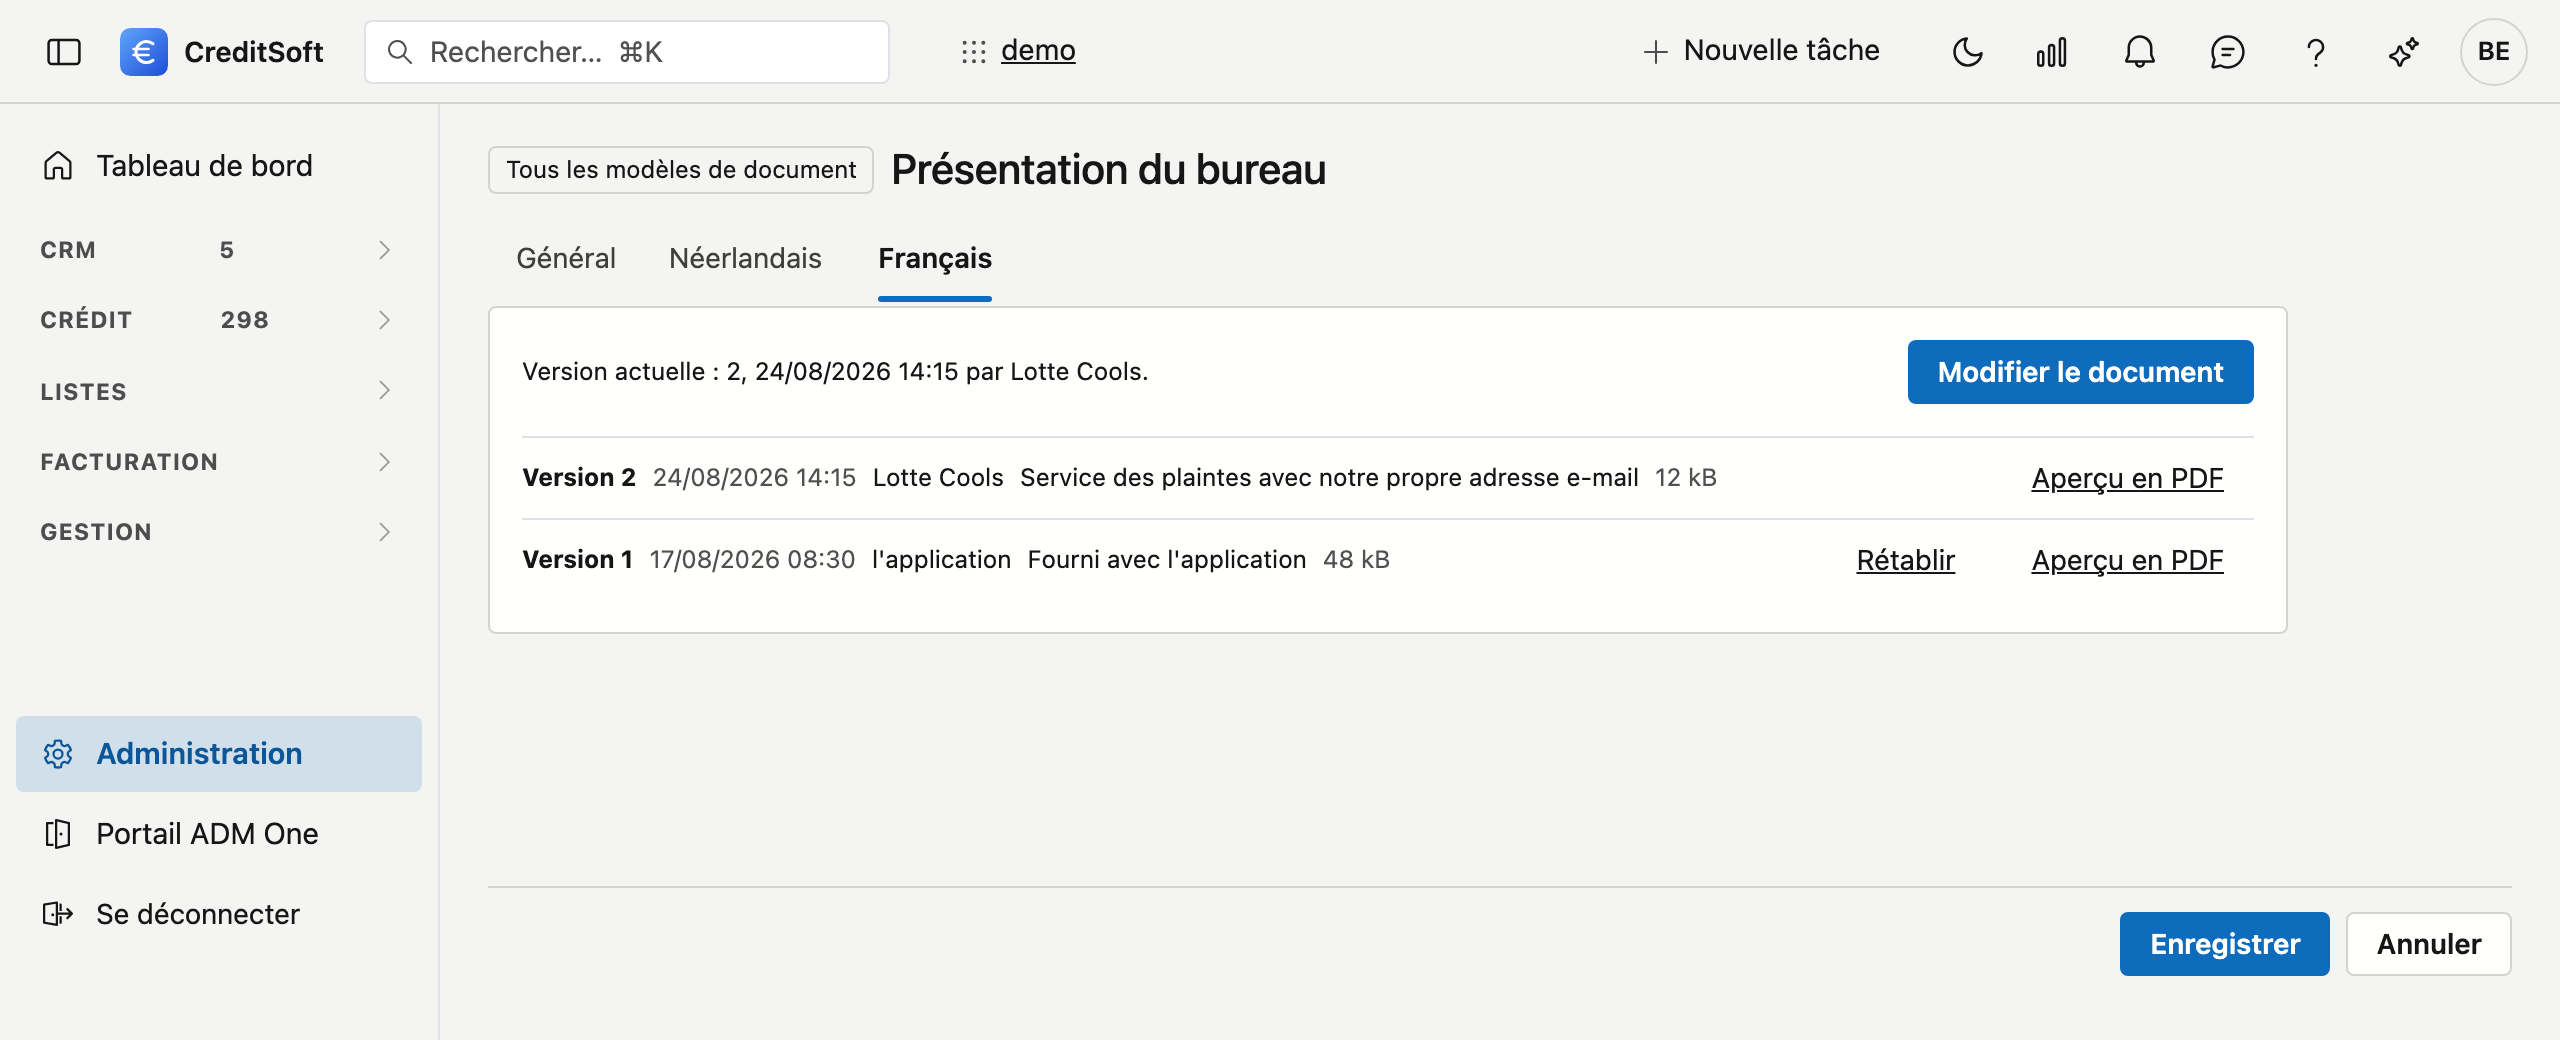 CreditSoft
Rechercher... ⌘K
demo
Nouvelle tâche
BE
Tableau de bord
CRM 5
CRÉDIT 298
LISTES
FACTURATION
GESTION
Administration
Portail ADM One
Se déconnecter
Tous les modèles de document
Présentation du bureau
Général Néerlandais Français
Version actuelle : 2, 24/08/2026 14:15 par Lotte Cools.
Modifier le document
Version 2 24/08/2026 14:15 Lotte Cools Service des plaintes avec notre propre adresse e-mail 12 kB Aperçu en PDF
Version 1 17/08/2026 08:30 l'application Fourni avec l'application 48 kB Rétablir Aperçu en PDF
Enregistrer Annuler